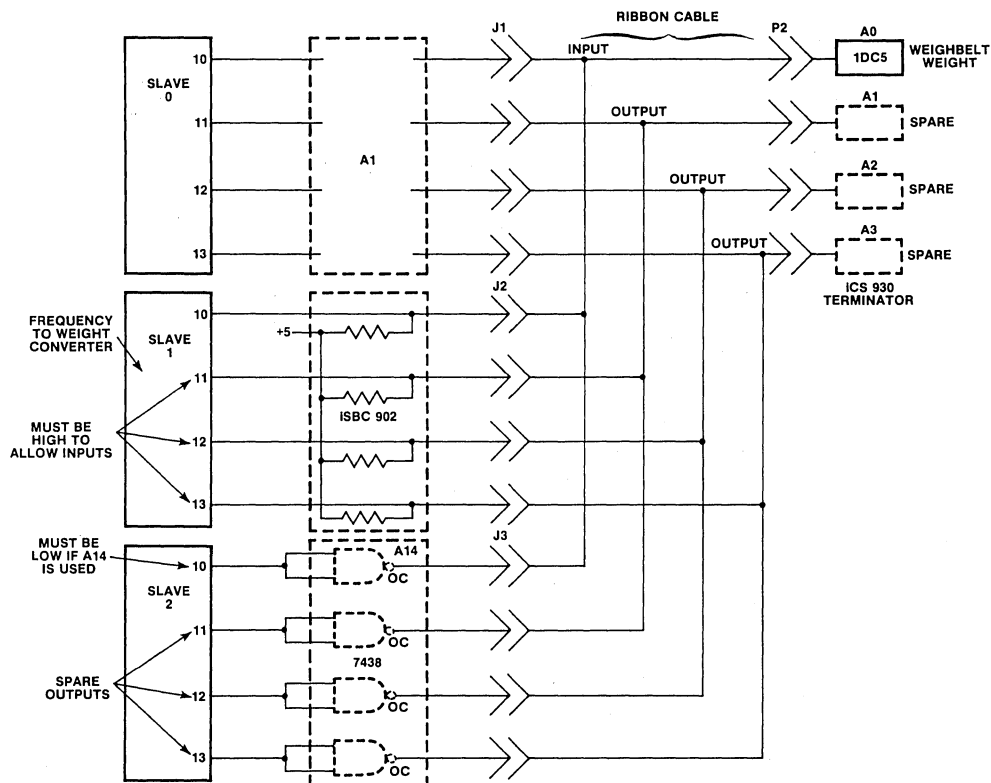 RIBBON CABLE
J1
P2
A0
INPUT
1DC5
WEIGHBELT
WEIGHT
SLAVE
0
10
11
12
13
A1
OUTPUT
A1
SPARE
OUTPUT
A2
SPARE
OUTPUT
A3
SPARE
ICS 930
TERMINATOR
FREQUENCY
TO WEIGHT
CONVERTER
SLAVE
1
10
11
12
13
+5
J2
iSBC 902
MUST BE
HIGH TO
ALLOW INPUTS
MUST BE
LOW IF A14
IS USED
SLAVE
2
10
11
12
13
A14
J3
OC
OC
7438
OC
OC
SPARE
OUTPUTS